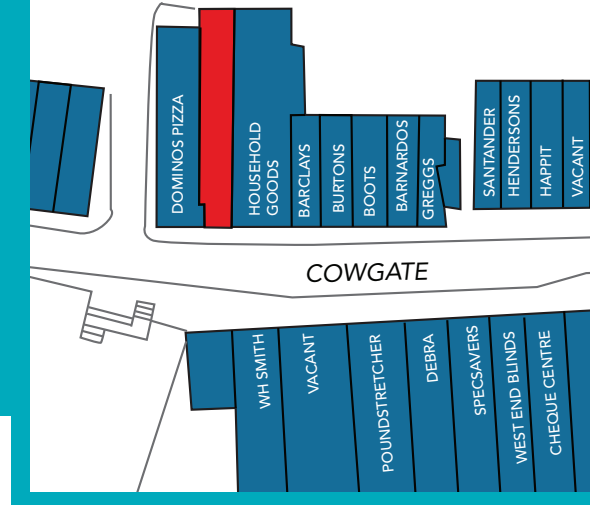 DOMINOS PIZZA
HOUSEHOLD
GOODS
BARCLAYS
BURTONS
BOOTS
BARNARDOS
GREGGS
SANTANDER
HENDERSONS
HAPPIT
VACANT
COWGATE
WH SMITH
VACANT
POUNDSTRETCHER
DEBRA
SPECSAVERS
WEST END BLINDS
CHEQUE CENTRE